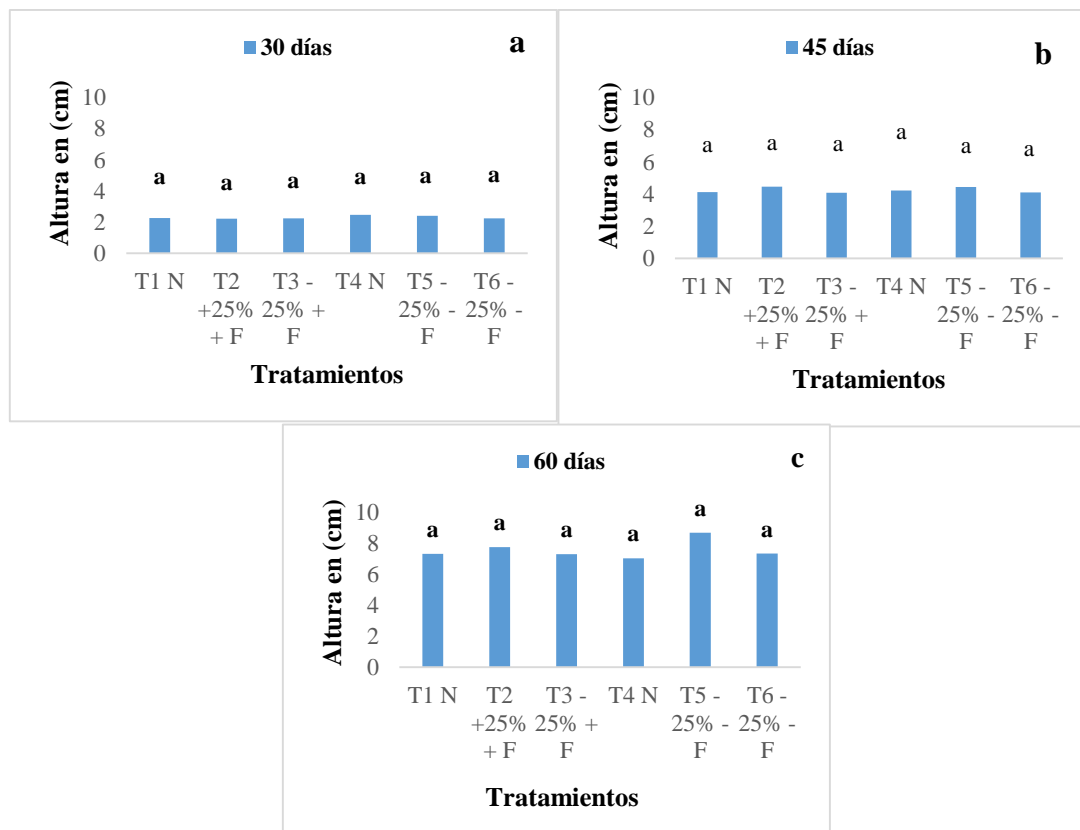 30 días
a
Altura en (cm)
10
8
6
4
2
0
a a a a a a
T1 N T2 T3 - T4 N T5 - T6 -
+25% 25% + 25% - 25% -
+ F F F F
Tratamientos
45 días
b
Altura en (cm)
10
8
6
4
2
0
a a a a a a
T1 N T2 T3 - T4 N T5 - T6 -
+25% 25% + 25% - 25% -
+ F F F F
Tratamientos
60 días
c
Altura en (cm)
10
8
6
4
2
0
a a a a a a
T1 N T2 T3 - T4 N T5 - T6 -
+25% 25% + 25% - 25% -
+ F F F F
Tratamientos